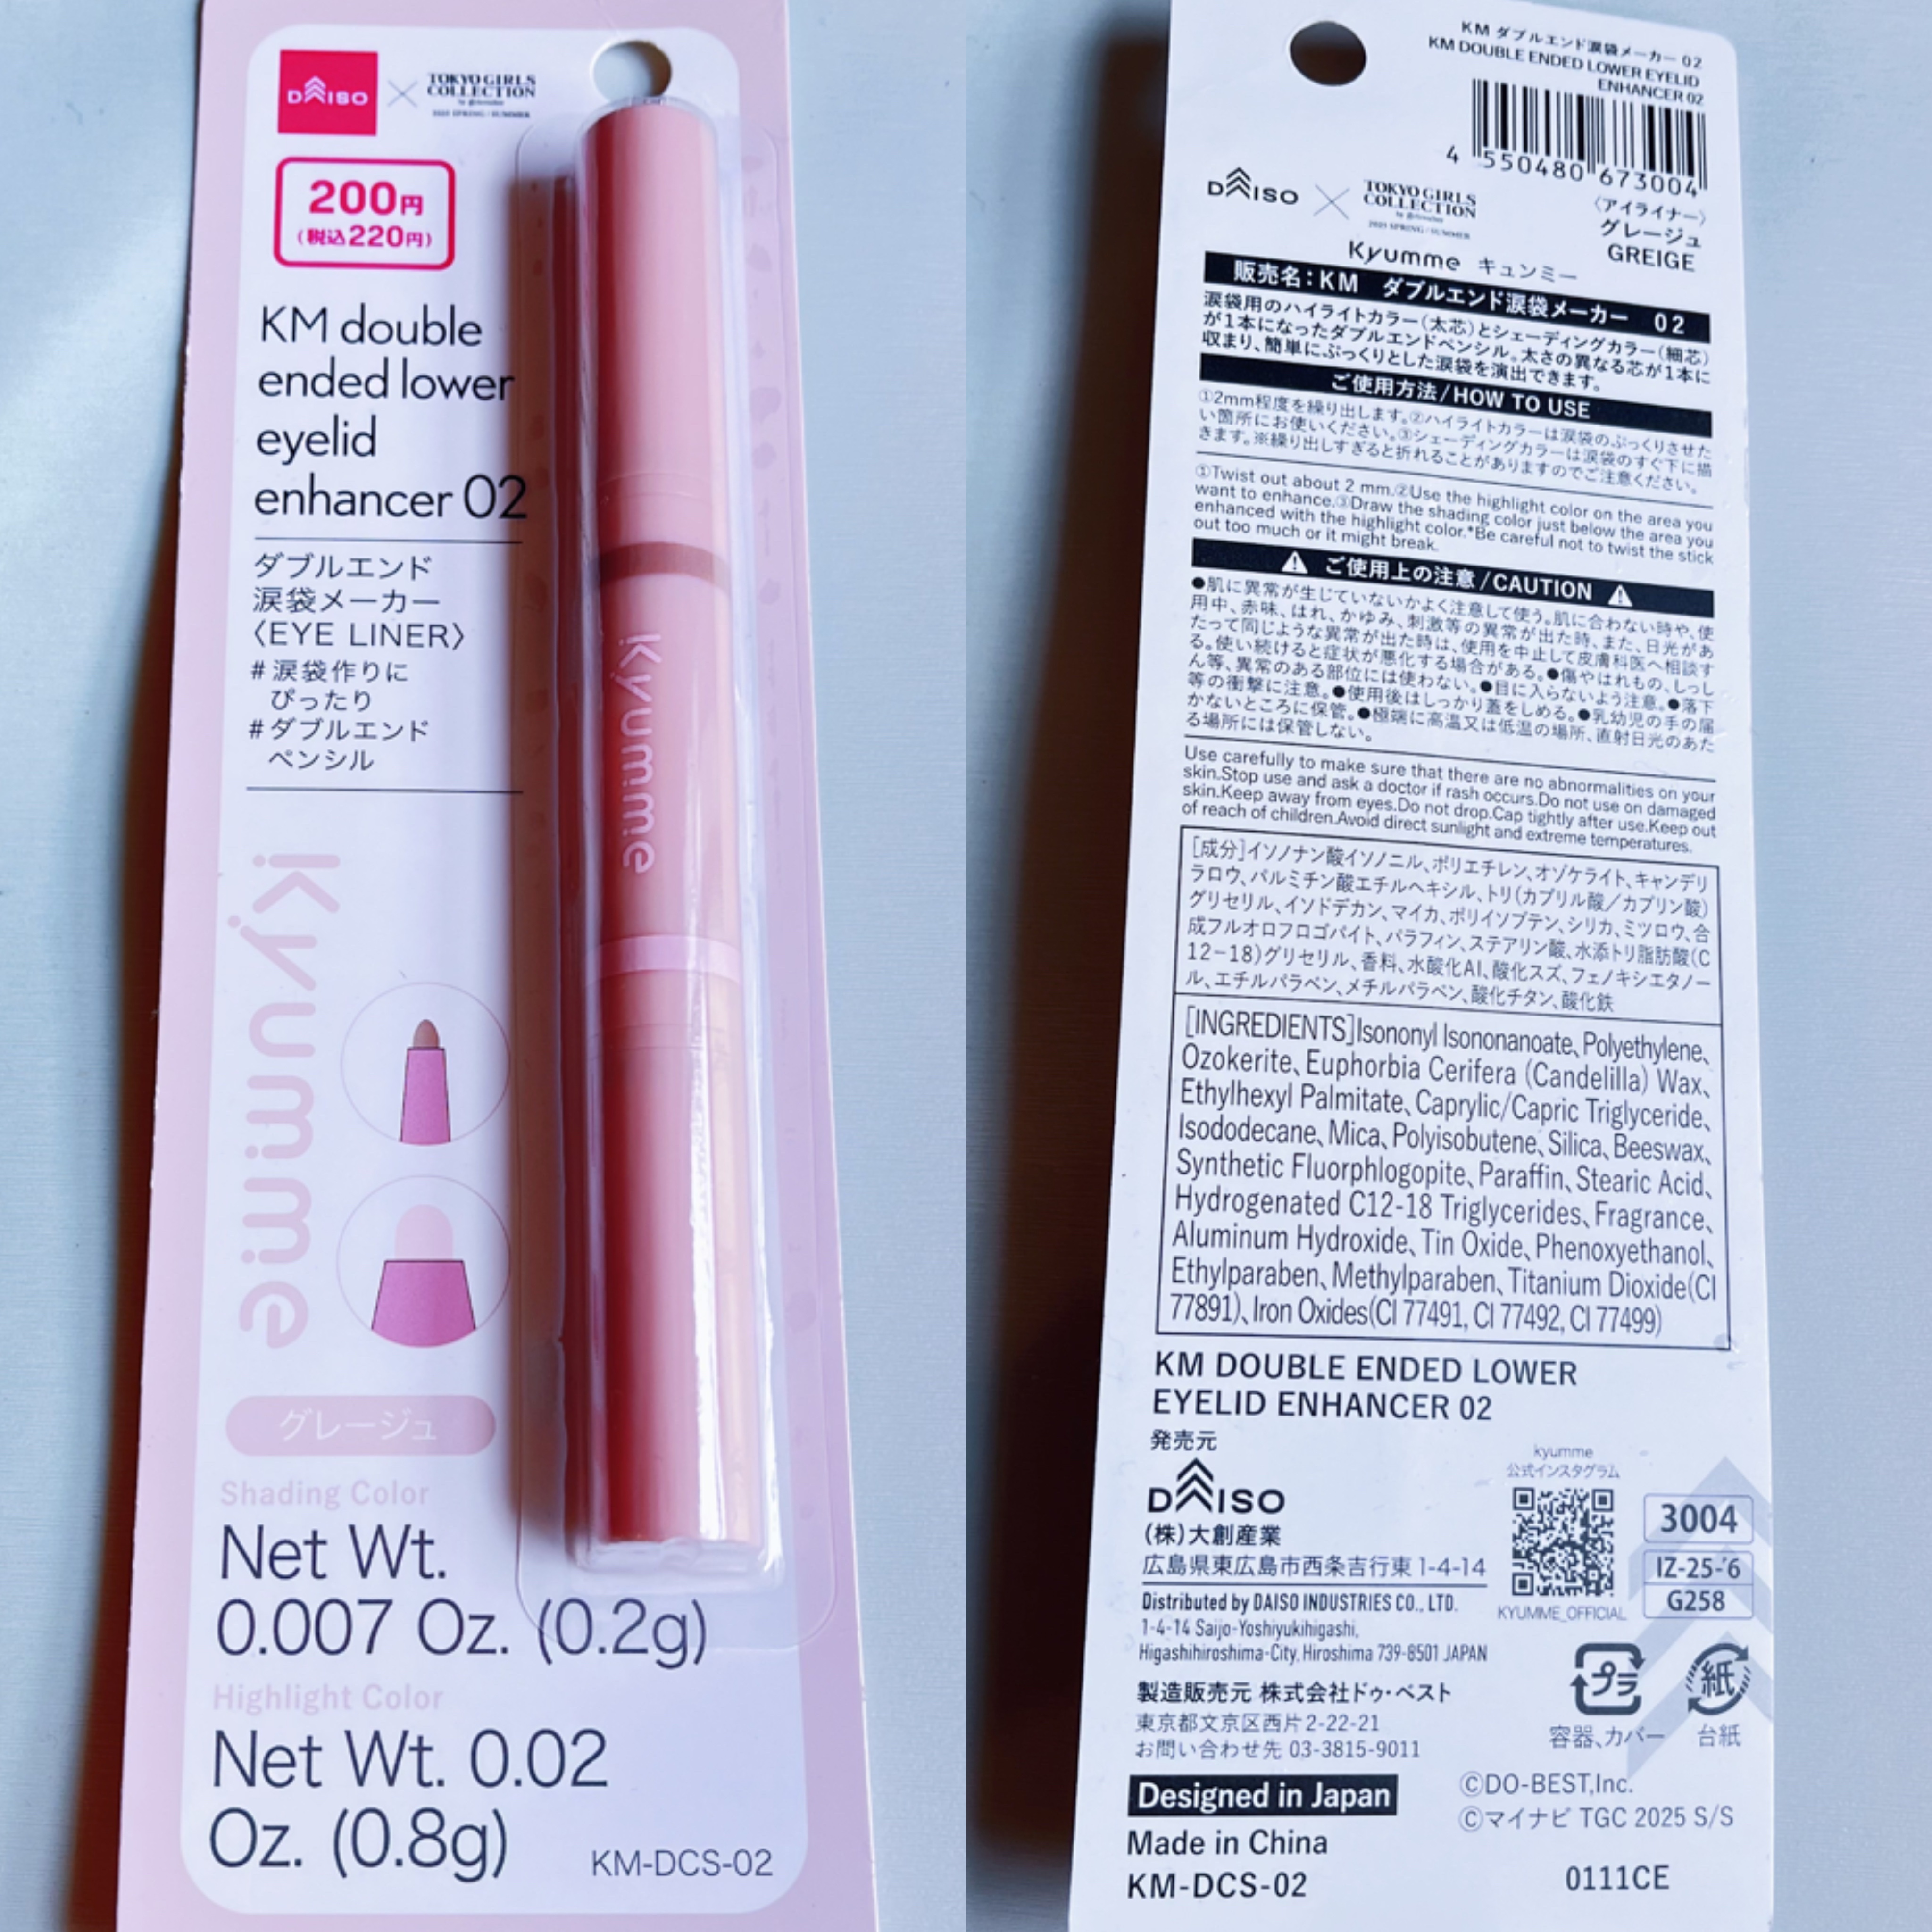 DAISO × TOKYO GIRLS
COLLECTION
2025 SPRING / SUMMER
200円
(税込220円)
KM double
ended lower
eyelid
enhancer 02
ダブルエンド
涙袋メーカー
〈EYE LINER〉
#涙袋作りに
ぴったり
#ダブルエンド
ペンシル
Kyumme
Kyumme
グレージュ
Shading Color
Net Wt.
0.007 Oz. (0.2g)
Highlight Color
Net Wt. 0.02
Oz. (0.8g)
KM-DCS-02
KM ダブルエンド涙袋メーカー 02
KM DOUBLE ENDED LOWER EYELID
ENHANCER 02
4 550480 673004
DAISO × TOKYO GIRLS
COLLECTION
2025 SPRING / SUMMER
〈アイライナー〉
グレージュ
GREIGE
Kyumme キュンミー
販売名:KM ダブルエンド涙袋メーカー 02
涙袋用のハイライトカラー(太芯)とシェーディングカラー(細芯)
が1本になったダブルエンドペンシル。太さの異なる芯が1本に
収まり、簡単にぷっくりとした涙袋を演出できます。
ご使用方法/HOW TO USE
①2mm程度を繰り出します。②ハイライトカラーは涙袋のぷっくりさせた
い箇所にお使いください。③シェーディングカラーは涙袋のすぐ下に描
きます。※繰り出しすぎると折れることがありますのでご注意ください。
①Twist out about 2 mm.②Use the highlight color on the area you
want to enhance.③Draw the shading color just below the area you
enhanced with the highlight color.*Be careful not to twist the stick
out too much or it might break.
ご使用上の注意/CAUTION
●肌に異常が生じていないかよく注意して使う。肌に合わない時や、使
用中、赤味、はれ、かゆみ、刺激等の異常が出た時、また、日光があ
たって同じような異常が出た時は、使用を中止して皮膚科医へ相談す
る。使い続けると症状が悪化する場合がある。●傷やはれもの、しっし
ん等、異常のある部位には使わない。●目に入らないよう注意。●落下
等の衝撃に注意。●使用後はしっかり蓋をしめる。●乳幼児の手の届
かないところに保管。●極端に高温又は低温の場所、直射日光のあた
る場所には保管しない。
Use carefully to make sure that there are no abnormalities on your
skin.Stop use and ask a doctor if rash occurs.Do not use on damaged
skin.Keep away from eyes.Do not drop.Cap tightly after use.Keep out
of reach of children.Avoid direct sunlight and extreme temperatures.
[成分]イソノナン酸イソノニル、ポリエチレン、オゾケライト、キャンデリ
ラロウ、パルミチン酸エチルヘキシル、トリ(カプリル酸/カプリン酸)
グリセリル、イソドデカン、マイカ、ポリイソブテン、シリカ、ミツロウ、合
成フルオロフロゴパイト、パラフィン、ステアリン酸、水添トリ脂肪酸(C
12-18)グリセリル、香料、水酸化Al、酸化スズ、フェノキシエタノー
ル、エチルパラベン、メチルパラベン、酸化チタン、酸化鉄
[INGREDIENTS]Isononyl Isononanoate、Polyethylene、
Ozokerite、Euphorbia Cerifera (Candelilla) Wax、
Ethylhexyl Palmitate、Caprylic/Capric Triglyceride、
Isododecane、Mica、Polyisobutene、Silica、Beeswax、
Synthetic Fluorphlogopite、Paraffin、Stearic Acid、
Hydrogenated C12-18 Triglycerides、Fragrance、
Aluminum Hydroxide、Tin Oxide、Phenoxyethanol、
Ethylparaben、Methylparaben、Titanium Dioxide(CI
77891)、Iron Oxides(CI 77491, CI 77492, CI 77499)
KM DOUBLE ENDED LOWER
EYELID ENHANCER 02
発売元
DAISO
(株)大創産業
広島県東広島市西条吉行東 1-4-14
Distributed by DAISO INDUSTRIES CO., LTD.
1-4-14 Saijo-Yoshiyukihigashi,
Higashihiroshima-City, Hiroshima 739-8501 JAPAN
kyumme
公式インスタグラム
KYUMME_OFFICIAL
3004
IZ-25-'6
G258
製造販売元 株式会社ドゥ・ベスト
東京都文京区西片2-22-21
お問い合わせ先 03-3815-9011
プラ
容器、カバー
紙
台紙
Designed in Japan
Made in China
KM-DCS-02
©DO-BEST,Inc.
©マイナビ TGC 2025 S/S
0111CE